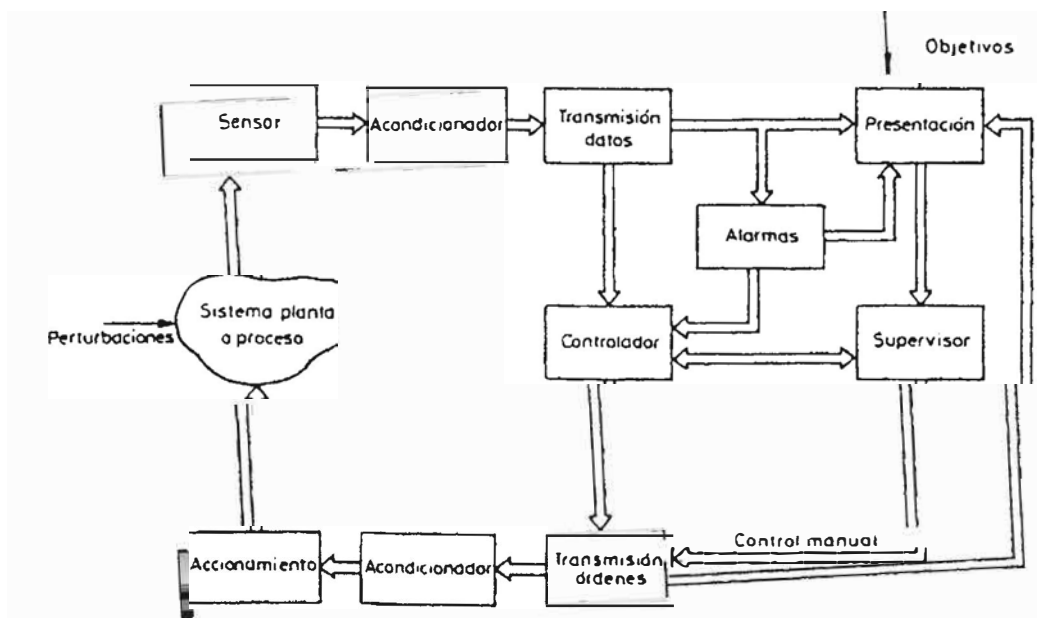 Objetivos
Sensor
Acondicionador
Transmisión
datos
Presentación
Alarmas
Perturbaciones
Sistema planta
o proceso
Controlador
Supervisor
Control manual
Accionamiento
Acondicionador
Transmisión
órdenes